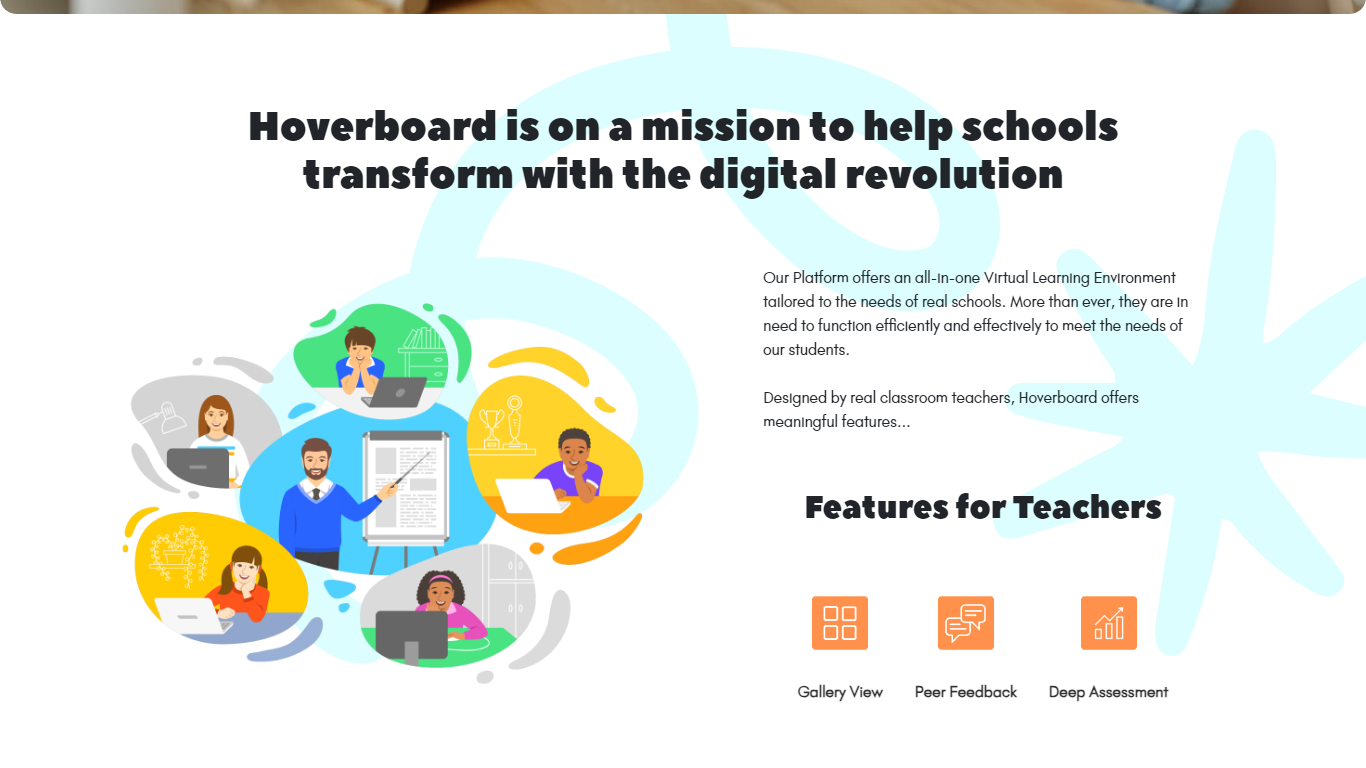 Hoverboard is on a mission to help schools
transform with the digital revolution
Our Platform offers an all-in-one Virtual Learning Environment
tailored to the needs of real schools. More than ever, they are in
need to function efficiently and effectively to meet the needs of
our students.
Designed by real classroom teachers, Hoverboard offers
meaningful features...
Features for Teachers
Gallery View
Peer Feedback
Deep Assessment